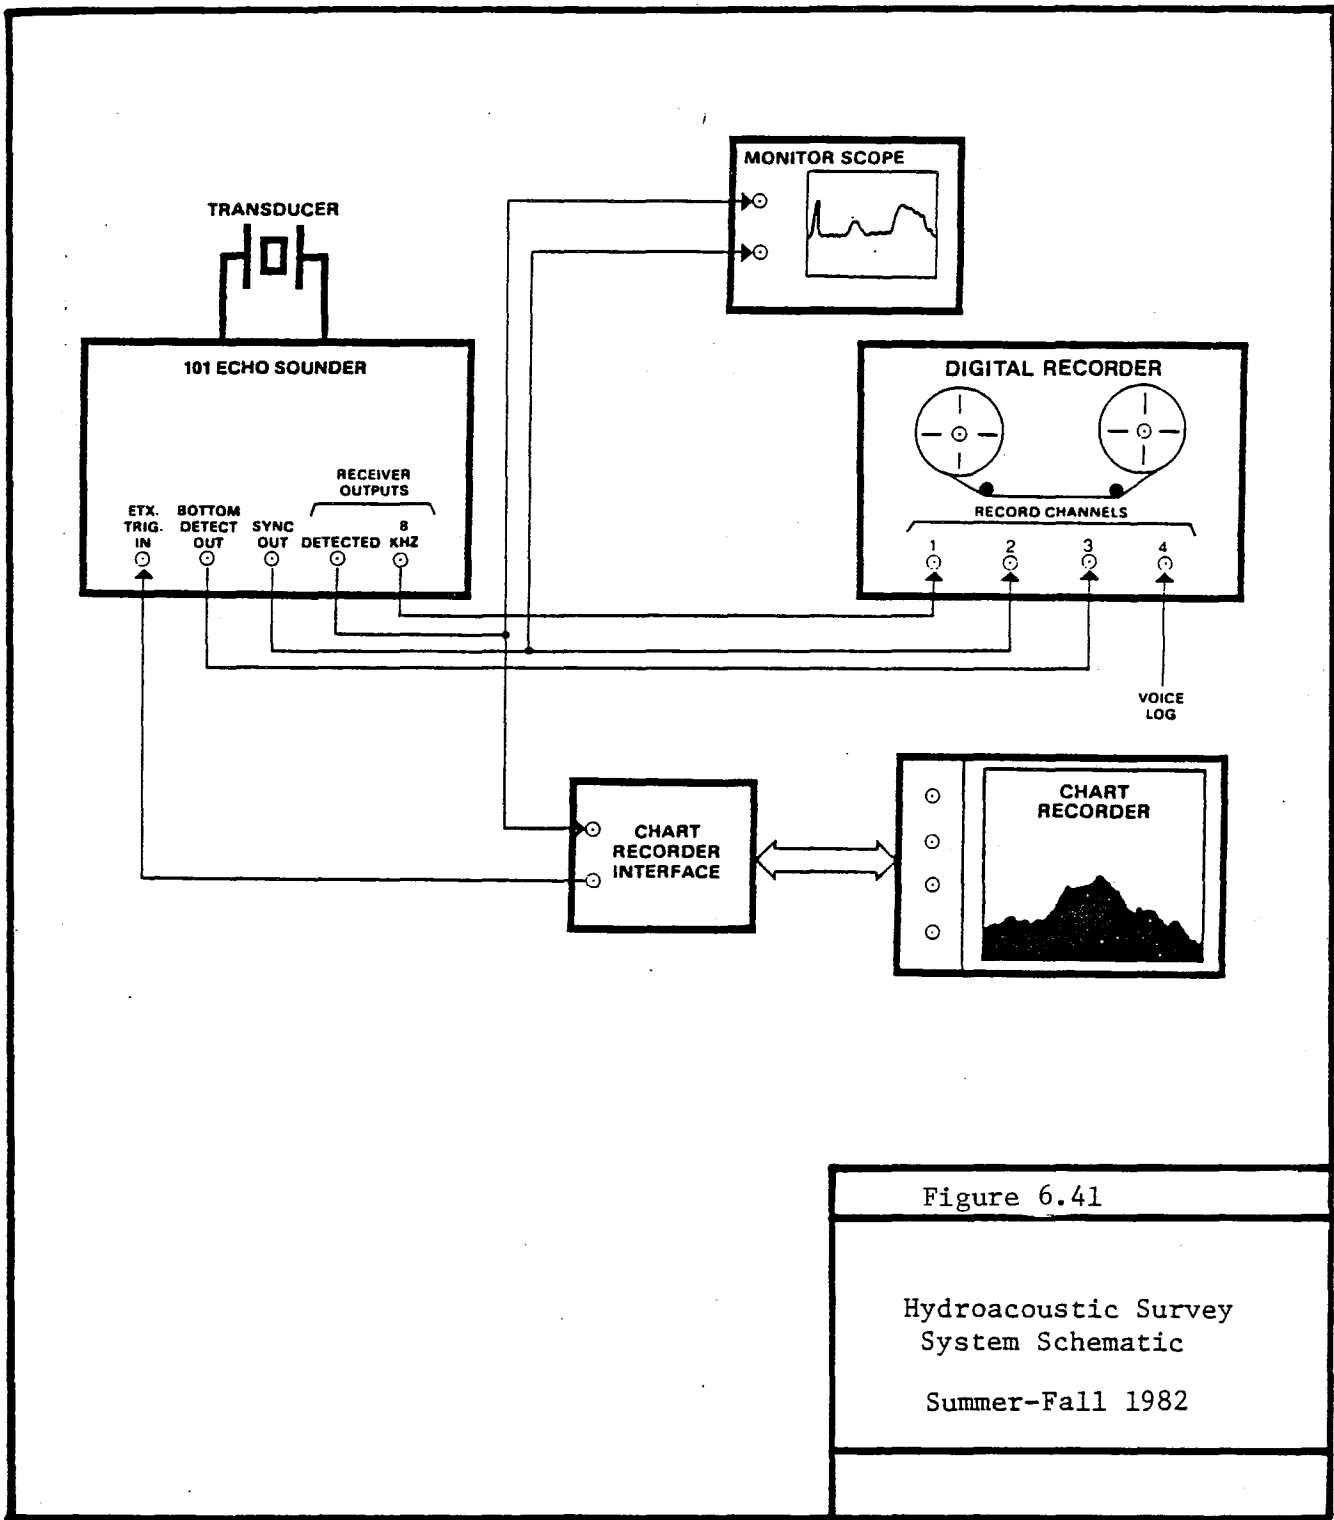 MONITOR SCOPE
TRANSDUCER
101 ECHO SOUNDER
RECEIVER
OUTPUTS
ETX.
TRIG.
IN
BOTTOM
DETECT
OUT
SYNC
OUT
DETECTED
8
KHZ
DIGITAL RECORDER
RECORD CHANNELS
1
2
3
4
VOICE
LOG
CHART
RECORDER
INTERFACE
CHART
RECORDER
Figure 6.41
Hydroacoustic Survey
System Schematic
Summer-Fall 1982